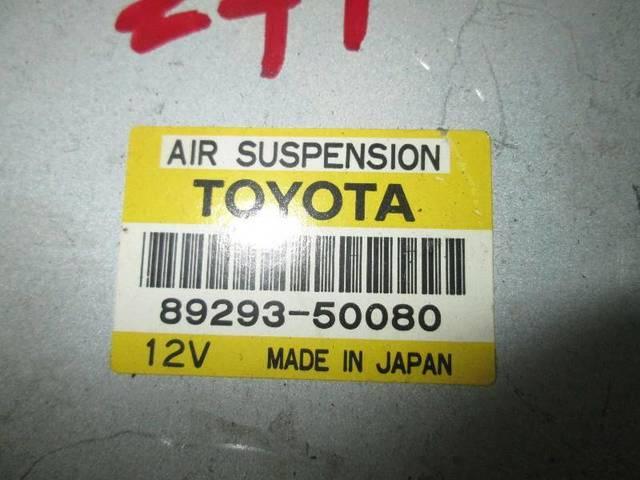 AIR SUSPENSION
TOYOTA
89293-50080
12V MADE IN JAPAN